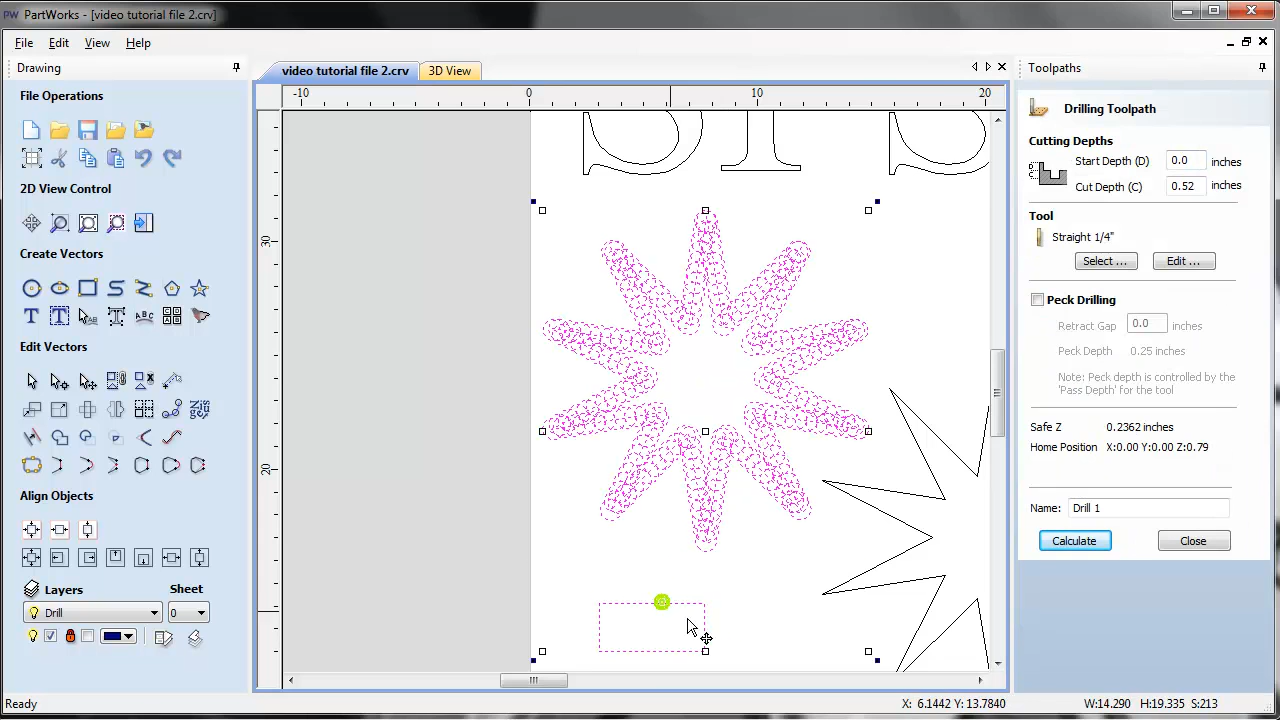 PW PartWorks - [video tutorial file 2.crv]
File Edit View Help
Drawing
video tutorial file 2.crv 3D View
Toolpaths
File Operations
2D View Control
Create Vectors
Edit Vectors
Align Objects
Layers Sheet
Drill 0
-10 0 10 20
30
20
Drilling Toolpath
Cutting Depths
Start Depth (D) 0.0 inches
Cut Depth (C) 0.52 inches
Tool
Straight 1/4"
Select ... Edit ...
Peck Drilling
Retract Gap 0.0 inches
Peck Depth 0.25 inches
Note: Peck depth is controlled by the
'Pass Depth' for the tool
Safe Z 0.2362 inches
Home Position X:0.00 Y:0.00 Z:0.79
Name: Drill 1
Calculate Close
Ready
X: 6.1442 Y: 13.7840
W:14.290 H:19.335 S:213